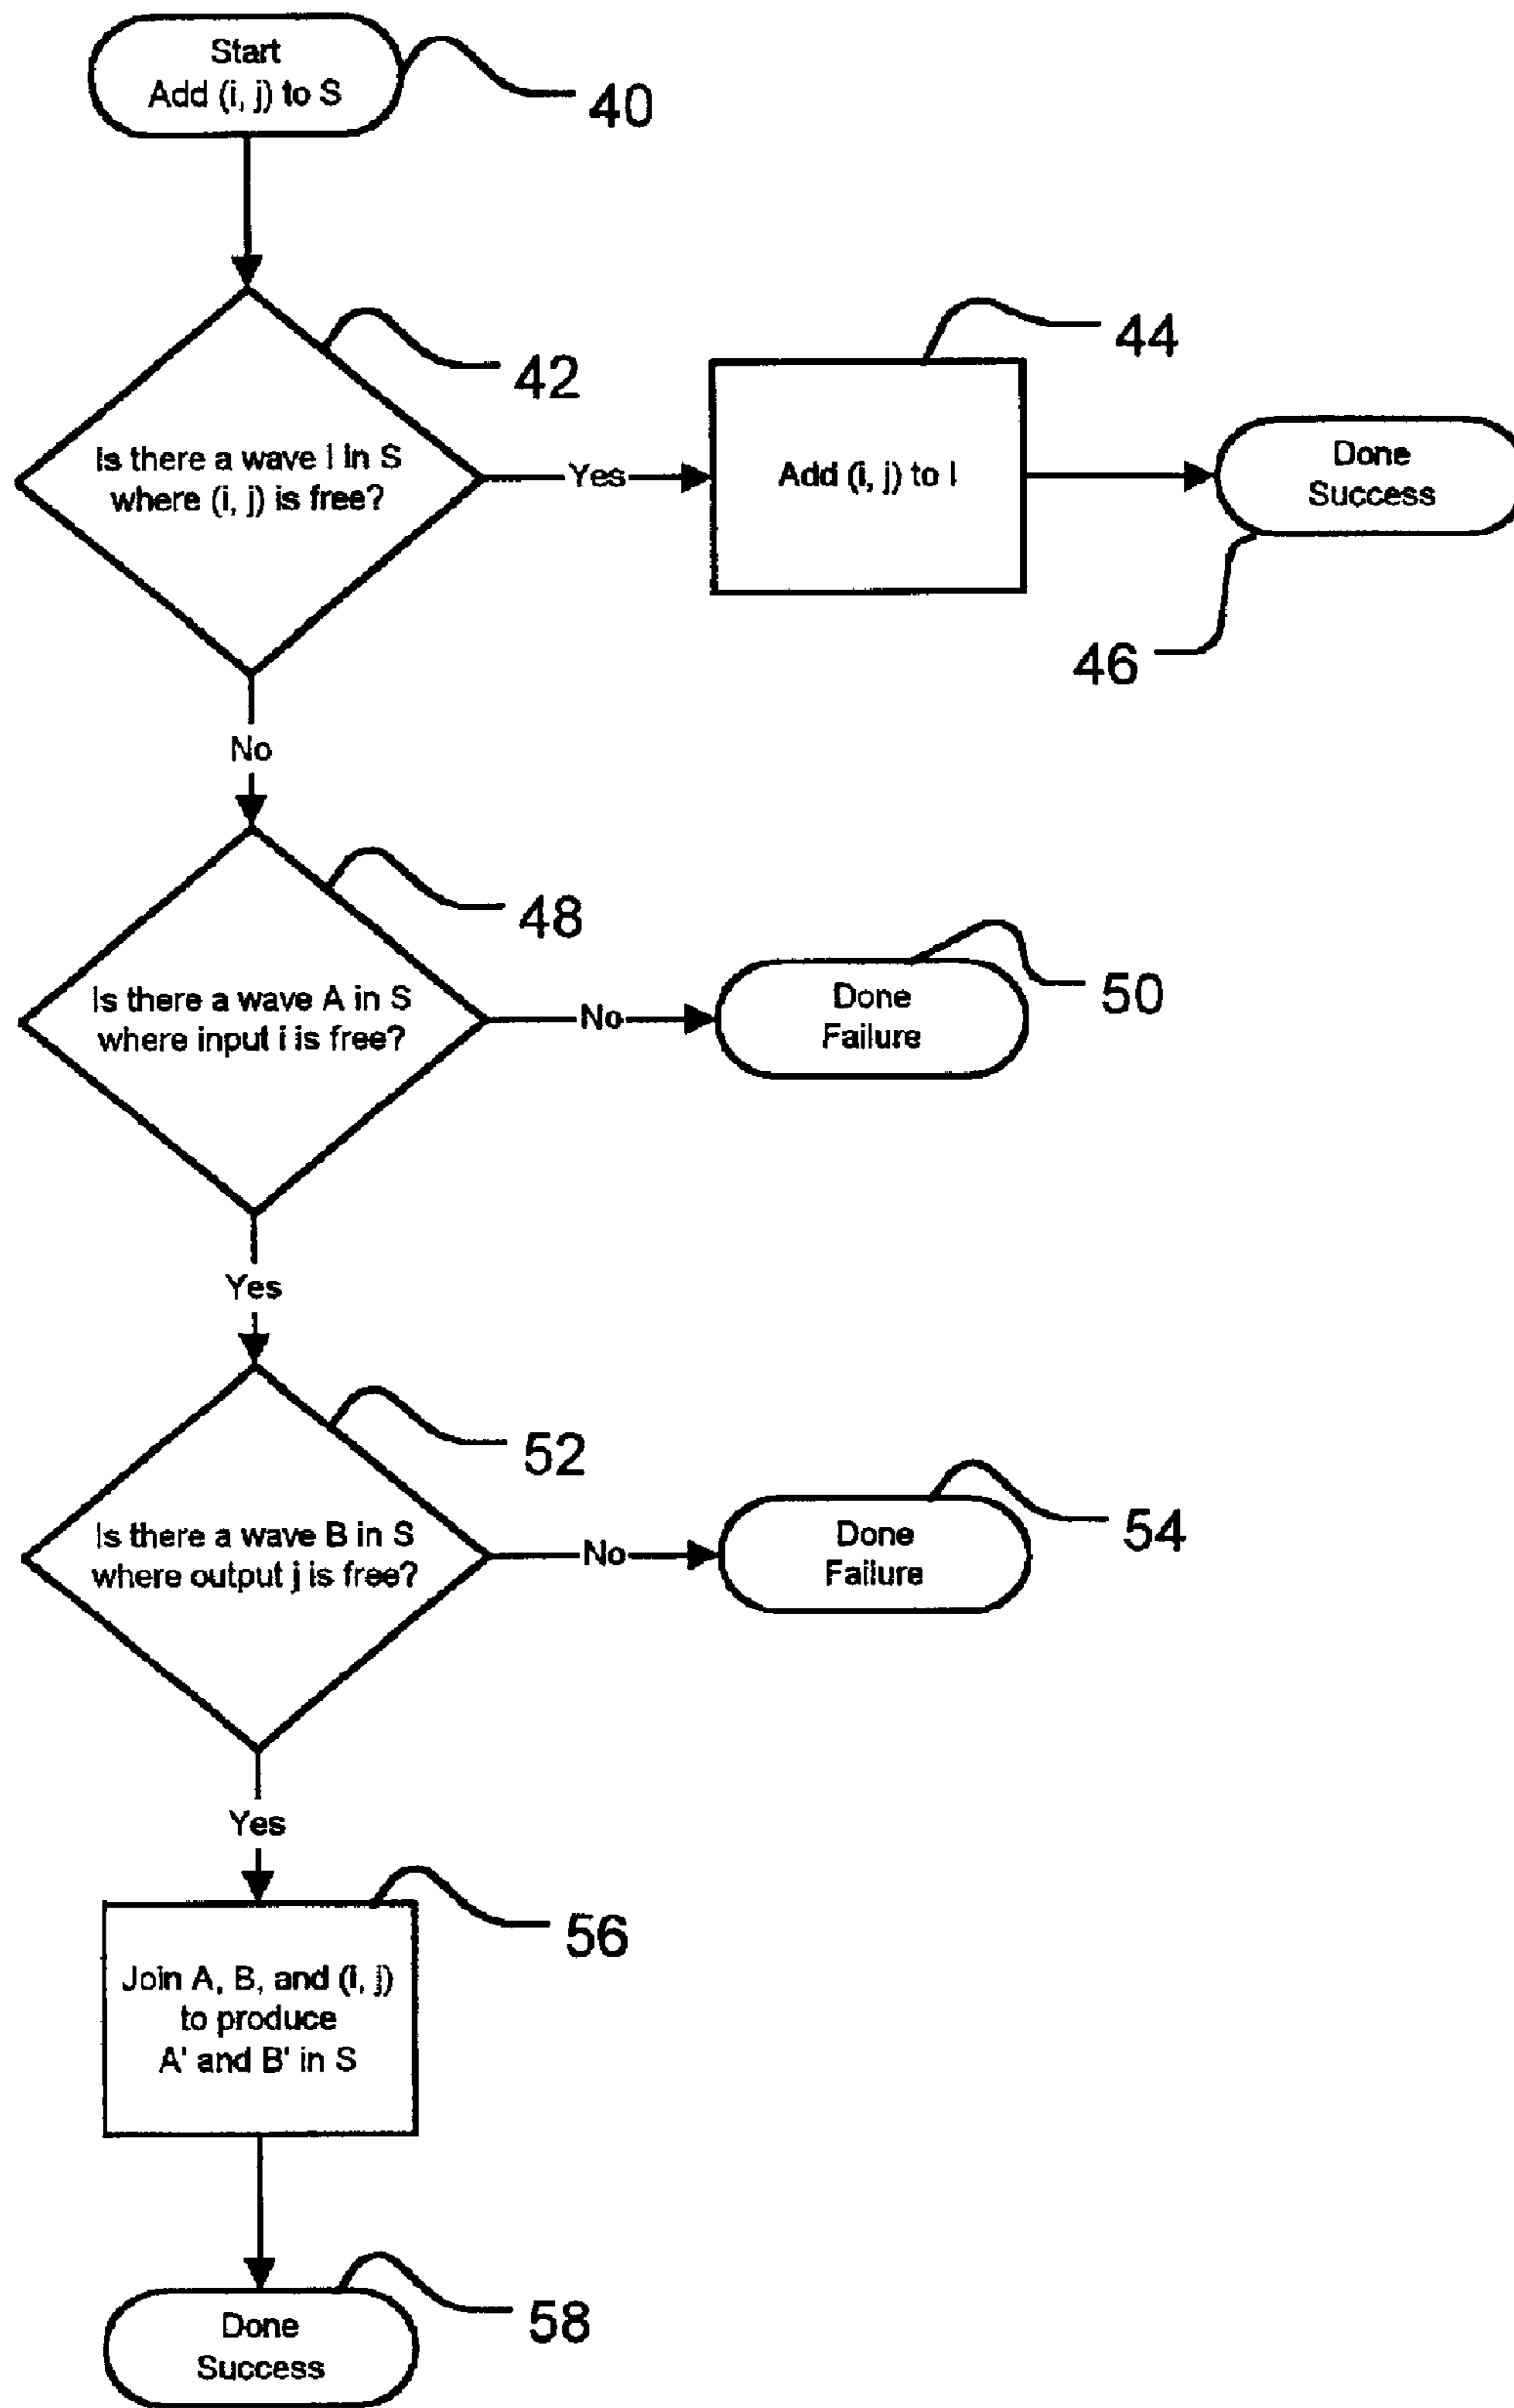 Start
Add (i, j) to S
40
42
Is there a wave I in S
where (i, j) is free?
Yes
44
Add (i, j) to I
Done
Success
46
No
48
Is there a wave A in S
where input i is free?
No
Done
Failure
50
Yes
52
Is there a wave B in S
where output j is free?
No
Done
Failure
54
Yes
56
Join A, B, and (i, j)
to produce
A' and B' in S
58
Done
Success